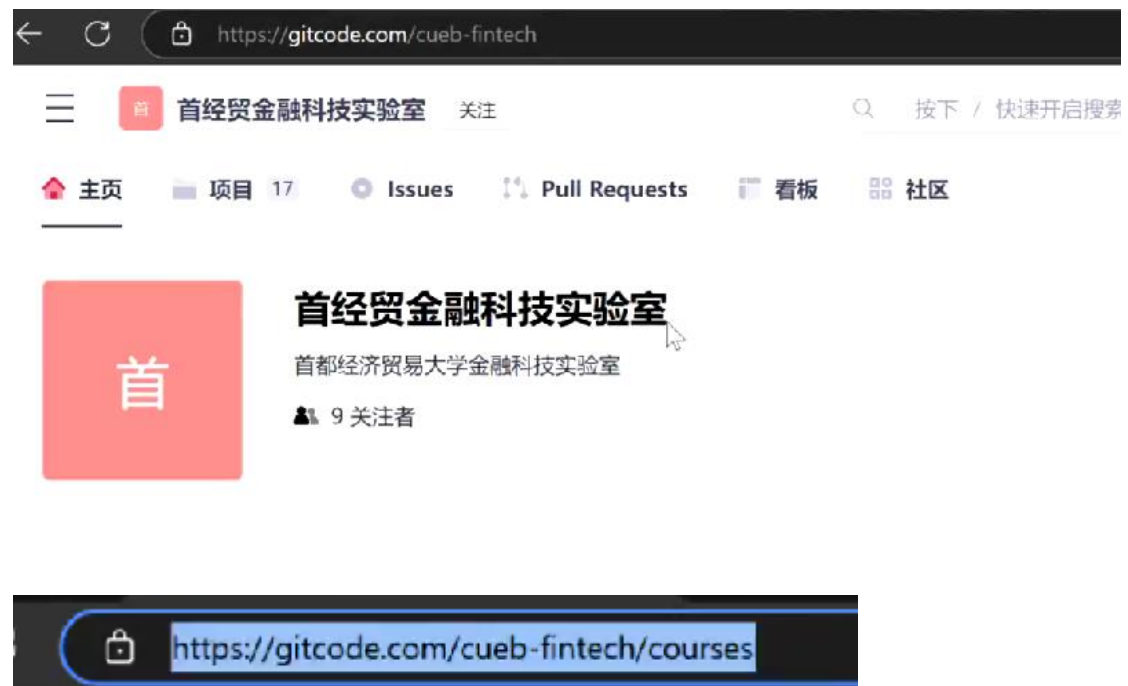 https://gitcode.com/cueb-fintech
首 首经贸金融科技实验室 关注 按下 / 快速开启搜索
主页 项目 17 Issues Pull Requests 看板 社区
首
首经贸金融科技实验室
首都经济贸易大学金融科技实验室
9 关注者
https://gitcode.com/cueb-fintech/courses